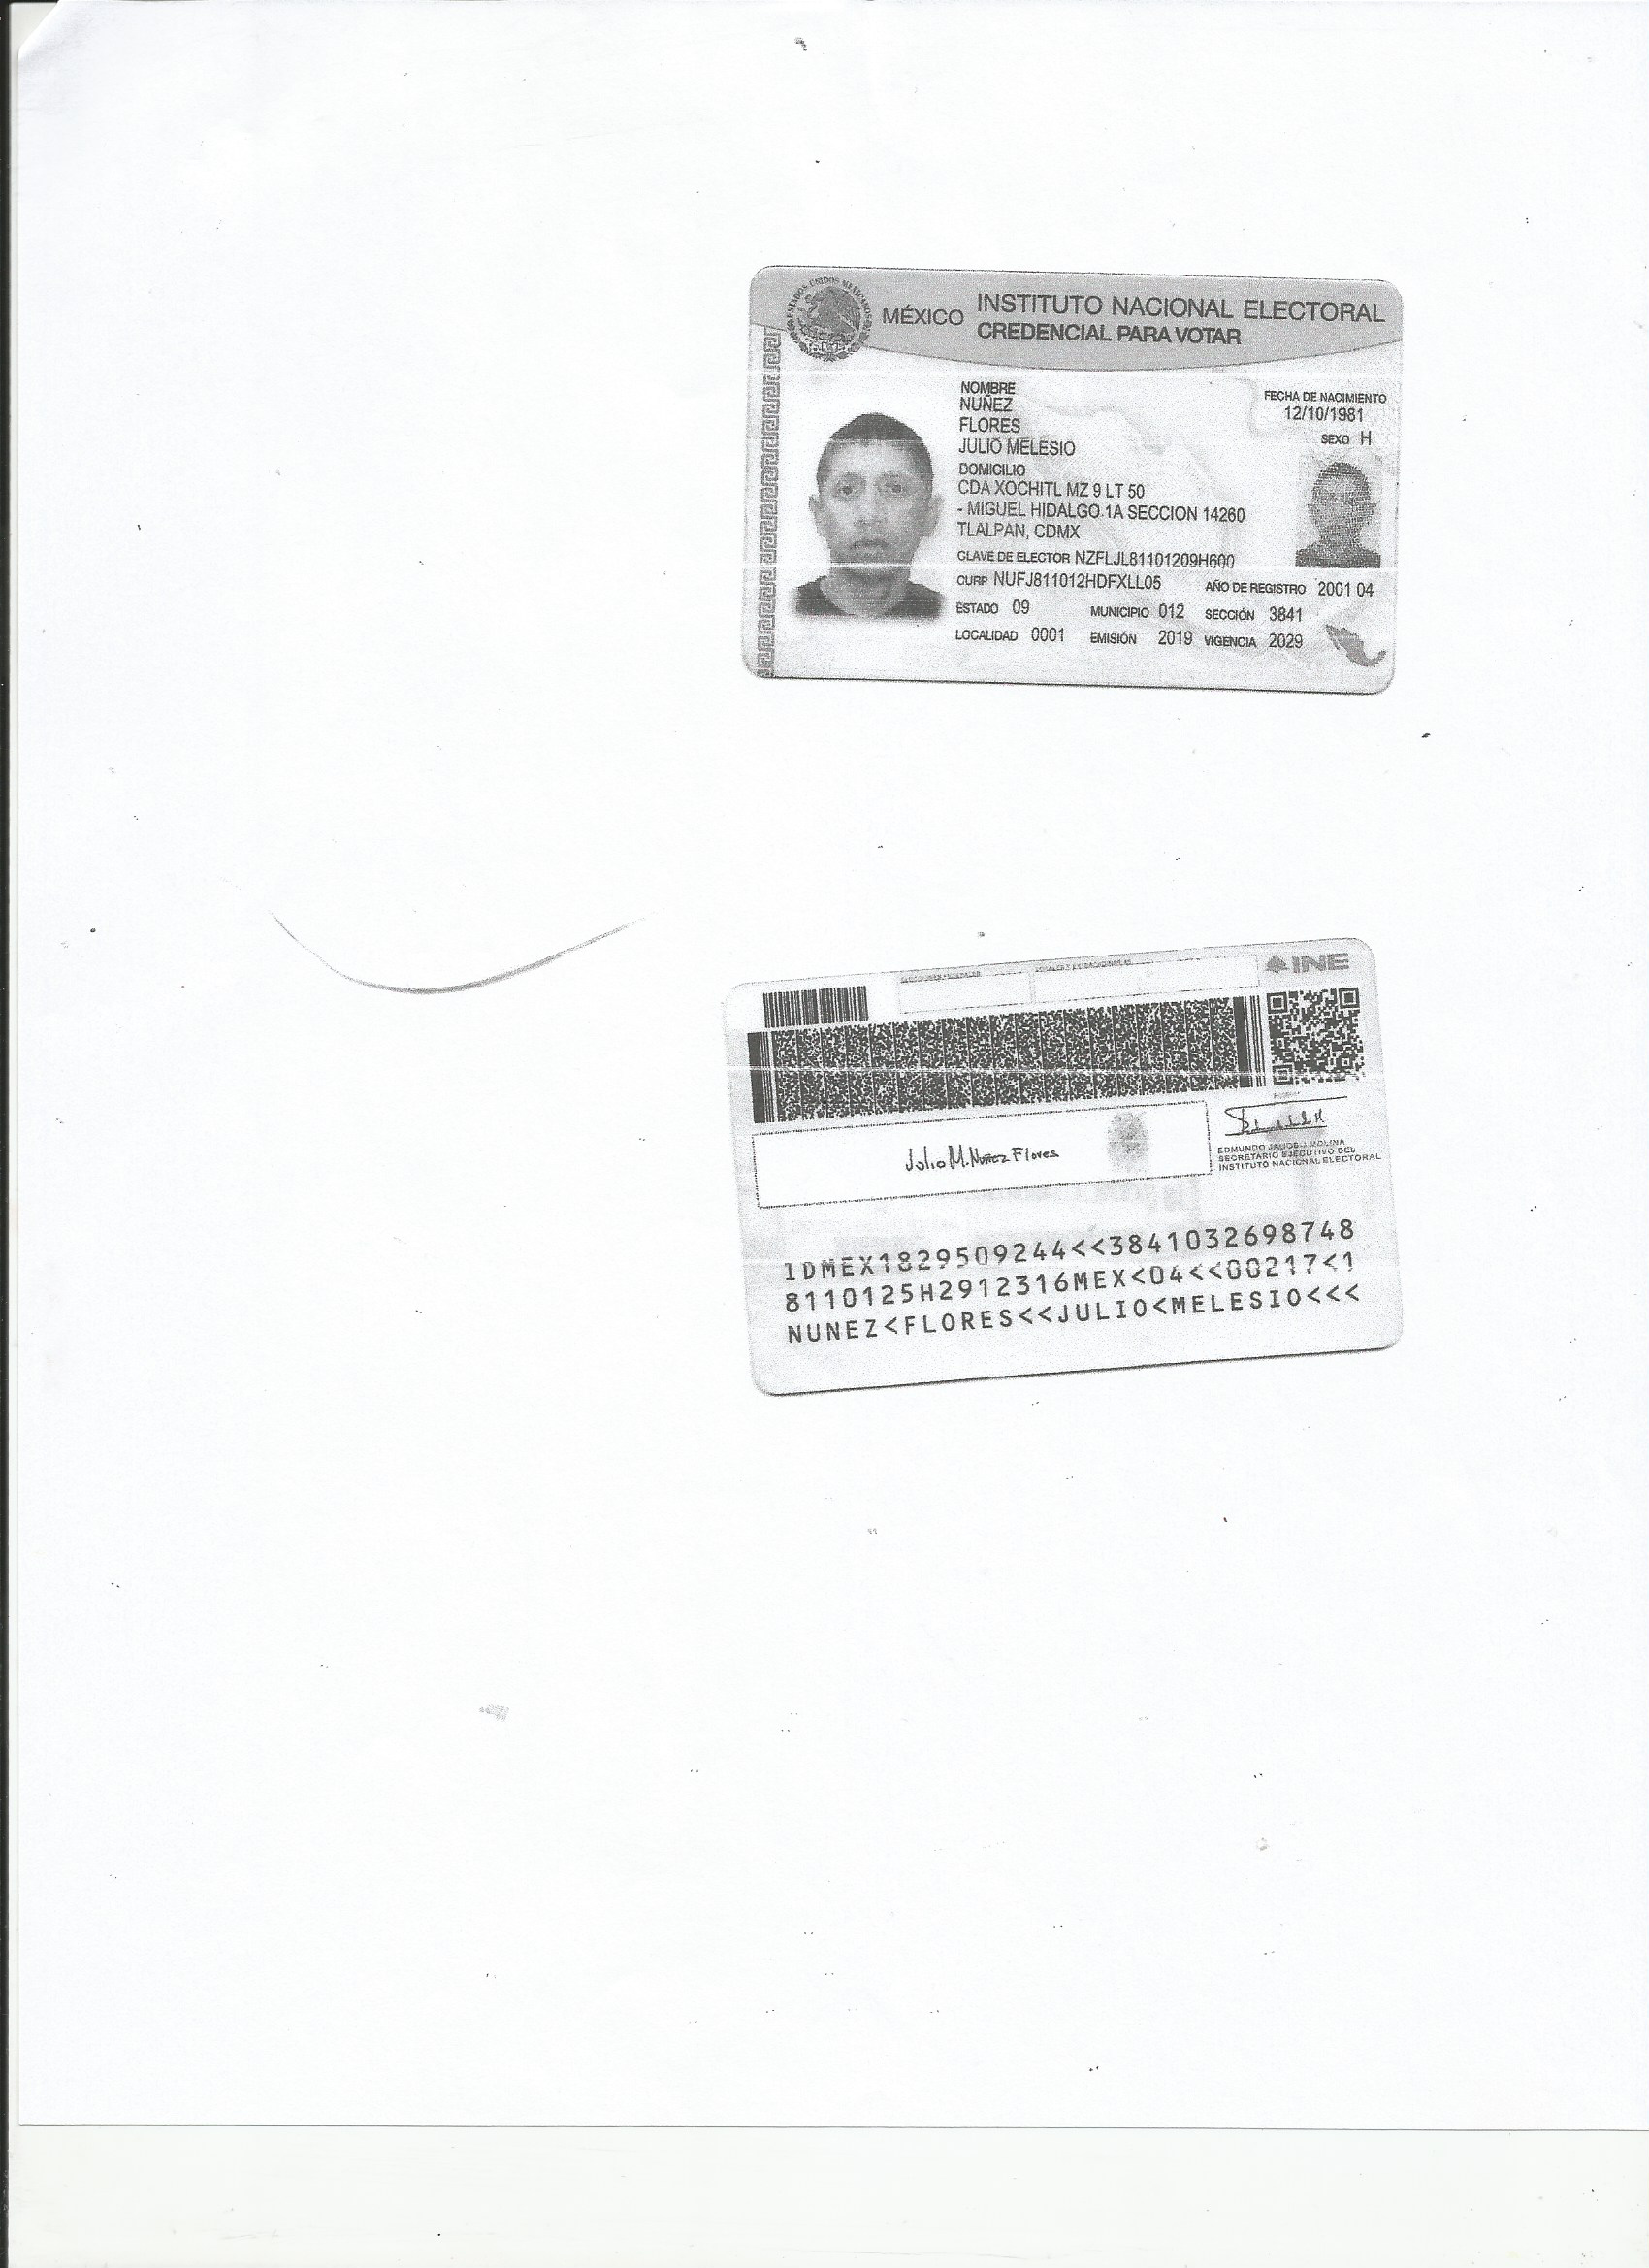 MÉXICO INSTITUTO NACIONAL ELECTORAL
CREDENCIAL PARA VOTAR
NOMBRE
NUÑEZ
FLORES
JULIO MELESIO
FECHA DE NACIMIENTO
12/10/1981
SEXO H
DOMICILIO
CDA XOCHITL MZ 9 LT 50
- MIGUEL HIDALGO 1A SECCION 14260
TLALPAN, CDMX
CLAVE DE ELECTOR NZFLJL81101209H600
CURP NUFJ811012HDFXLL05 AÑO DE REGISTRO 2001 04
ESTADO 09 MUNICIPIO 012 SECCIÓN 3841
LOCALIDAD 0001 EMISIÓN 2019 VIGENCIA 2029
INE
Julio M. Nuñez Flores
EDMUNDO JACOBO MOLINA
SECRETARIO EJECUTIVO DEL
INSTITUTO NACIONAL ELECTORAL
IDMEX1829509244<<3841032698748
8110125H2912316MEX<04<<00217<1
NUNEZ<FLORES<<JULIO<MELESIO<<<